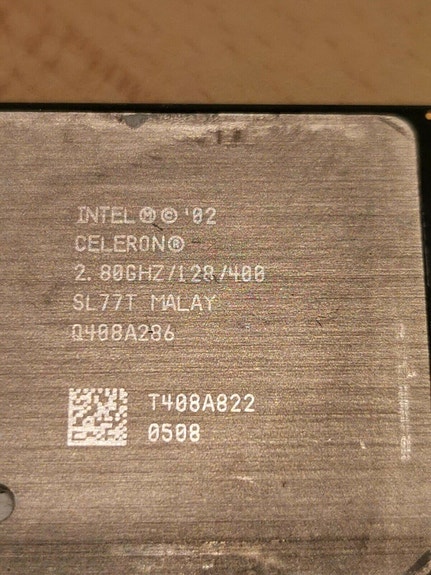 INTEL Ⓜ © '02
CELERON®
2.80GHZ/128/400
SL77T MALAY
Q408A286
T408A822
0508